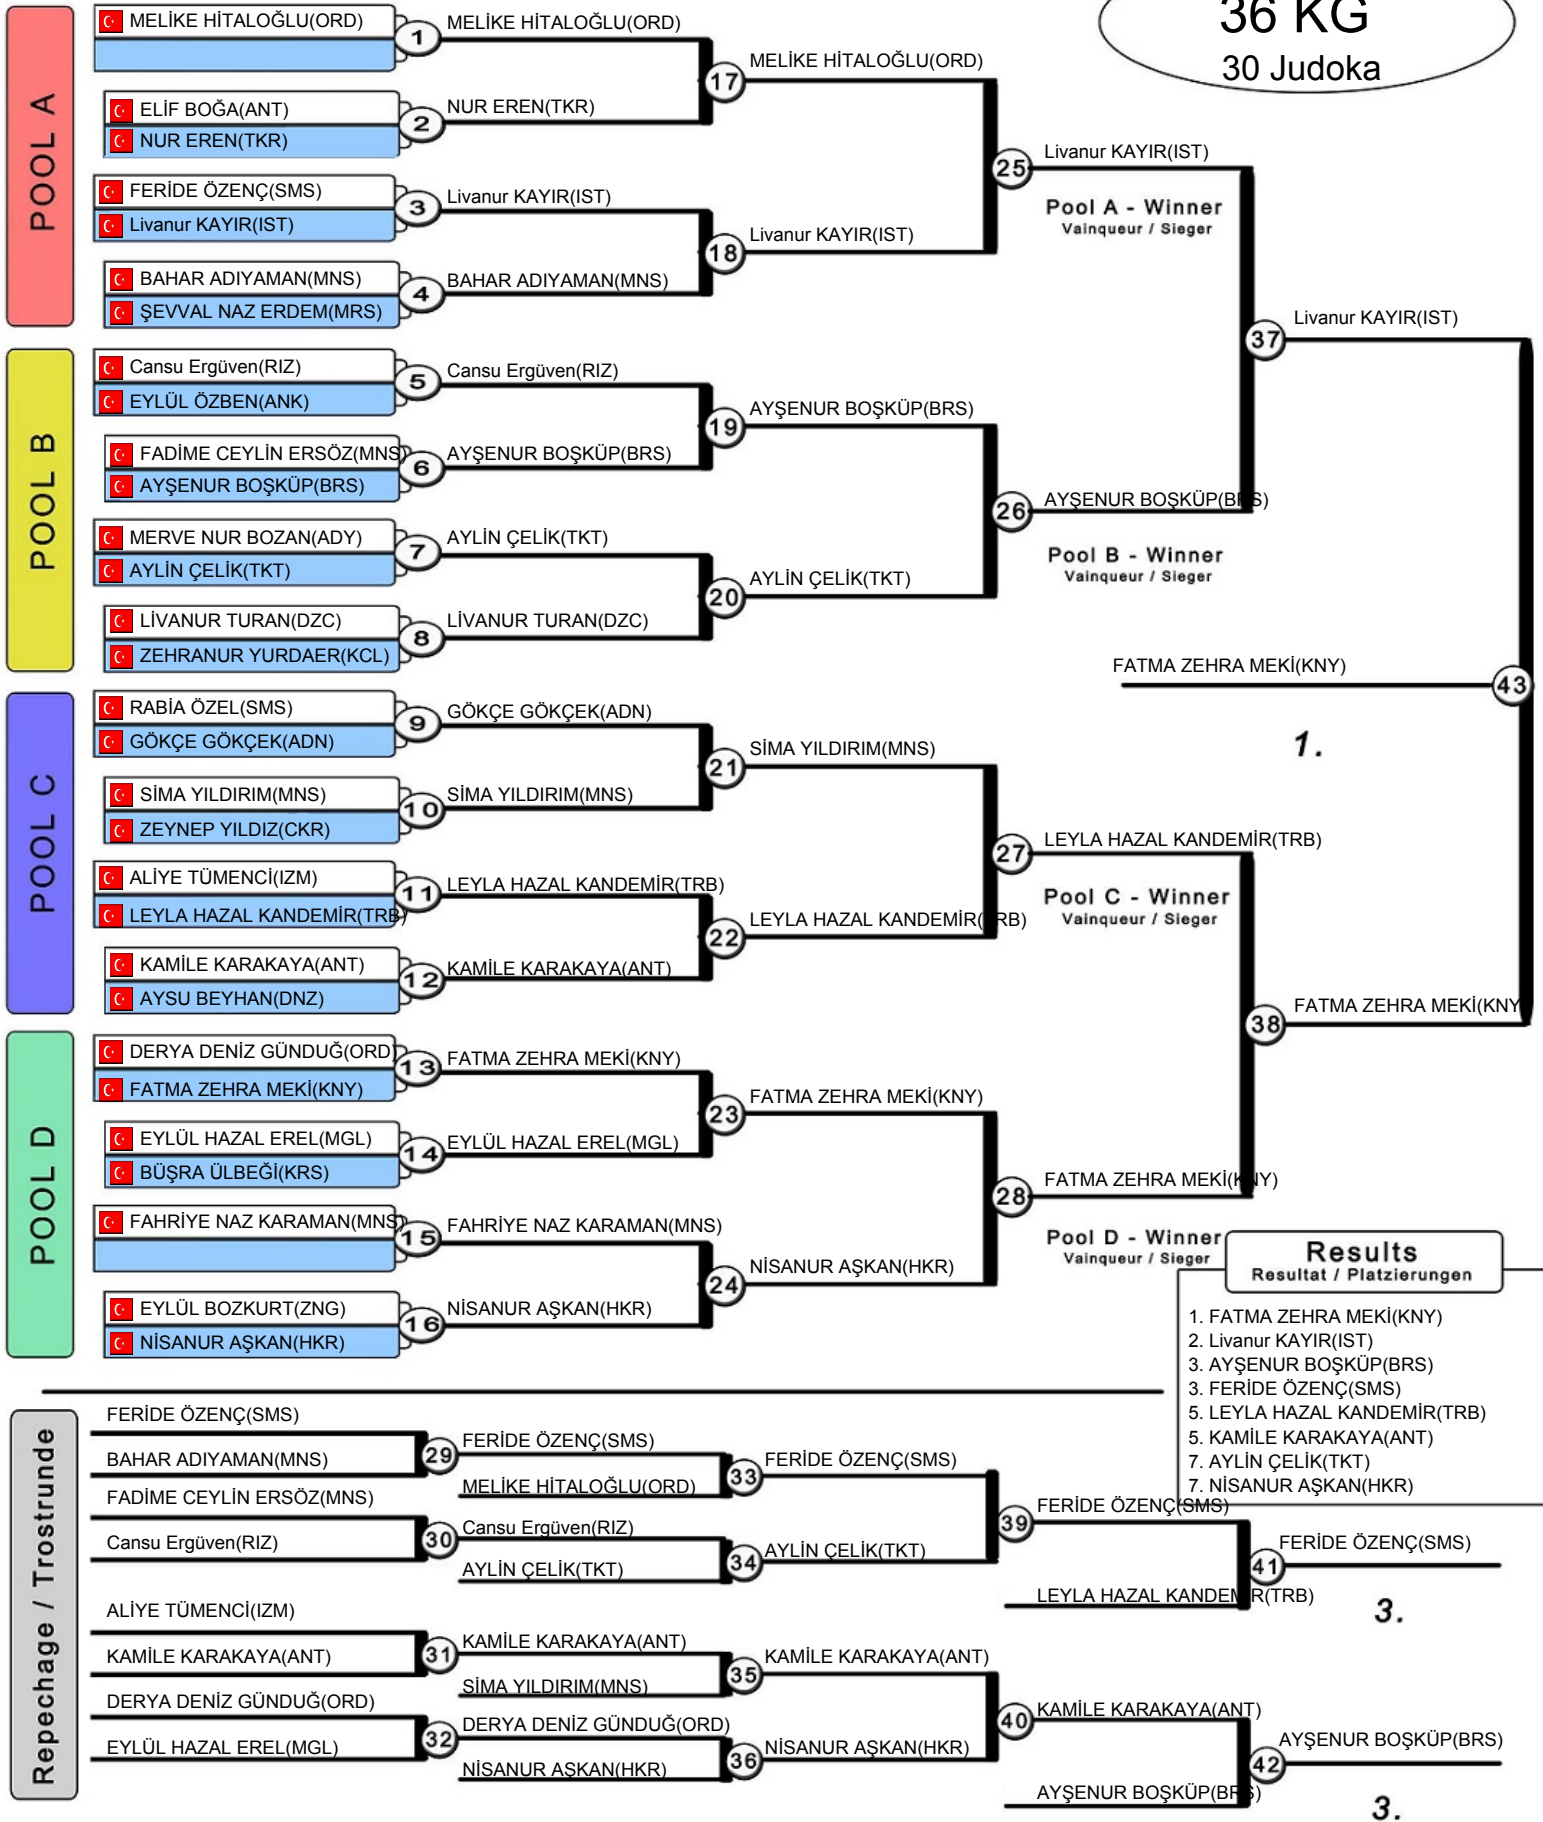 36 KG
30 Judoka
POOL A
MELİKE HİTALOĞLU(ORD)
1
MELİKE HİTALOĞLU(ORD)
ELİF BOĞA(ANT)
NUR EREN(TKR)
2
NUR EREN(TKR)
17
MELİKE HİTALOĞLU(ORD)
FERİDE ÖZENÇ(SMS)
Livanur KAYIR(IST)
3
Livanur KAYIR(IST)
BAHAR ADIYAMAN(MNS)
ŞEVVAL NAZ ERDEM(MRS)
4
BAHAR ADIYAMAN(MNS)
18
Livanur KAYIR(IST)
25
Livanur KAYIR(IST)
Pool A - Winner
Vainqueur / Sieger
POOL B
Cansu Ergüven(RIZ)
EYLÜL ÖZBEN(ANK)
5
Cansu Ergüven(RIZ)
FADİME CEYLİN ERSÖZ(MNS)
AYŞENUR BOŞKÜP(BRS)
6
AYŞENUR BOŞKÜP(BRS)
19
AYŞENUR BOŞKÜP(BRS)
MERVE NUR BOZAN(ADY)
AYLİN ÇELİK(TKT)
7
AYLİN ÇELİK(TKT)
LİVANUR TURAN(DZC)
ZEHRANUR YURDAER(KCL)
8
LİVANUR TURAN(DZC)
20
AYLİN ÇELİK(TKT)
26
AYŞENUR BOŞKÜP(BRS)
Pool B - Winner
Vainqueur / Sieger
37
Livanur KAYIR(IST)
FATMA ZEHRA MEKİ(KNY)
43
1.
POOL C
RABİA ÖZEL(SMS)
GÖKÇE GÖKÇEK(ADN)
9
GÖKÇE GÖKÇEK(ADN)
SİMA YILDIRIM(MNS)
ZEYNEP YILDIZ(CKR)
10
SİMA YILDIRIM(MNS)
21
SİMA YILDIRIM(MNS)
ALİYE TÜMENCİ(IZM)
LEYLA HAZAL KANDEMİR(TRB)
11
LEYLA HAZAL KANDEMİR(TRB)
KAMİLE KARAKAYA(ANT)
AYSU BEYHAN(DNZ)
12
KAMİLE KARAKAYA(ANT)
22
LEYLA HAZAL KANDEMİR(TRB)
27
LEYLA HAZAL KANDEMİR(TRB)
Pool C - Winner
Vainqueur / Sieger
38
FATMA ZEHRA MEKİ(KNY
POOL D
DERYA DENİZ GÜNDUĞ(ORD)
FATMA ZEHRA MEKİ(KNY)
13
FATMA ZEHRA MEKİ(KNY)
EYLÜL HAZAL EREL(MGL)
BÜŞRA ÜLBEĞİ(KRS)
14
EYLÜL HAZAL EREL(MGL)
23
FATMA ZEHRA MEKİ(KNY)
FAHRİYE NAZ KARAMAN(MNS)
15
FAHRİYE NAZ KARAMAN(MNS)
EYLÜL BOZKURT(ZNG)
NİSANUR AŞKAN(HKR)
16
NİSANUR AŞKAN(HKR)
24
NİSANUR AŞKAN(HKR)
28
FATMA ZEHRA MEKİ(KNY)
Pool D - Winner
Vainqueur / Sieger
Results
Resultat / Platzierungen
1. FATMA ZEHRA MEKİ(KNY)
2. Livanur KAYIR(IST)
3. AYŞENUR BOŞKÜP(BRS)
3. FERİDE ÖZENÇ(SMS)
5. LEYLA HAZAL KANDEMİR(TRB)
5. KAMİLE KARAKAYA(ANT)
7. AYLİN ÇELİK(TKT)
7. NİSANUR AŞKAN(HKR)
Repechage / Trostrunde
FERİDE ÖZENÇ(SMS)
BAHAR ADIYAMAN(MNS)
29
FERİDE ÖZENÇ(SMS)
MELİKE HİTALOĞLU(ORD)
33
FERİDE ÖZENÇ(SMS)
FADİME CEYLİN ERSÖZ(MNS)
Cansu Ergüven(RIZ)
30
Cansu Ergüven(RIZ)
AYLİN ÇELİK(TKT)
34
AYLİN ÇELİK(TKT)
39
FERİDE ÖZENÇ(SMS)
LEYLA HAZAL KANDEMİR(TRB)
41
FERİDE ÖZENÇ(SMS)
3.
ALİYE TÜMENCİ(IZM)
KAMİLE KARAKAYA(ANT)
31
KAMİLE KARAKAYA(ANT)
SİMA YILDIRIM(MNS)
35
KAMİLE KARAKAYA(ANT)
DERYA DENİZ GÜNDUĞ(ORD)
EYLÜL HAZAL EREL(MGL)
32
DERYA DENİZ GÜNDUĞ(ORD)
NİSANUR AŞKAN(HKR)
36
NİSANUR AŞKAN(HKR)
40
KAMİLE KARAKAYA(ANT)
AYŞENUR BOŞKÜP(BRS)
42
AYŞENUR BOŞKÜP(BRS)
3.